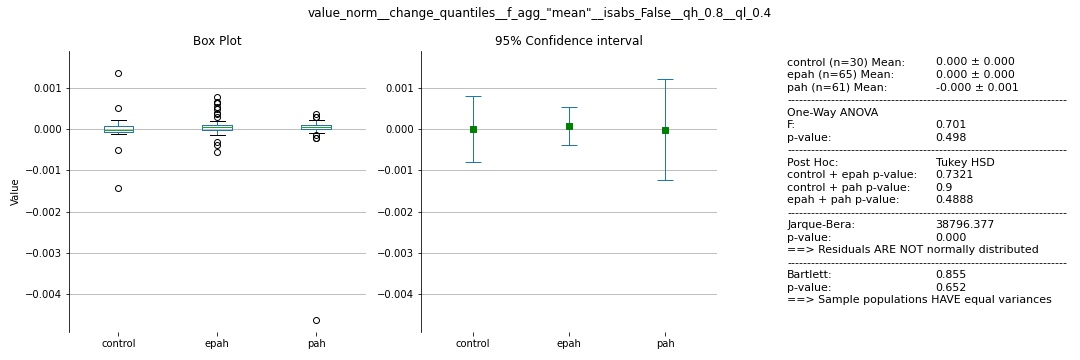 value_norm__change_quantiles__f_agg_"mean"__isabs_False__qh_0.8__ql_0.4
Box Plot
Value
0.001
0.000
−0.001
−0.002
−0.003
−0.004
control epah pah
95% Confidence interval
0.001
0.000
−0.001
−0.002
−0.003
−0.004
control epah pah
control (n=30) Mean: 0.000 ± 0.000
epah (n=65) Mean: 0.000 ± 0.000
pah (n=61) Mean: -0.000 ± 0.001
One-Way ANOVA
F: 0.701
p-value: 0.498
Post Hoc: Tukey HSD
control + epah p-value: 0.7321
control + pah p-value: 0.9
epah + pah p-value: 0.4888
Jarque-Bera: 38796.377
p-value: 0.000
==> Residuals ARE NOT normally distributed
Bartlett: 0.855
p-value: 0.652
==> Sample populations HAVE equal variances